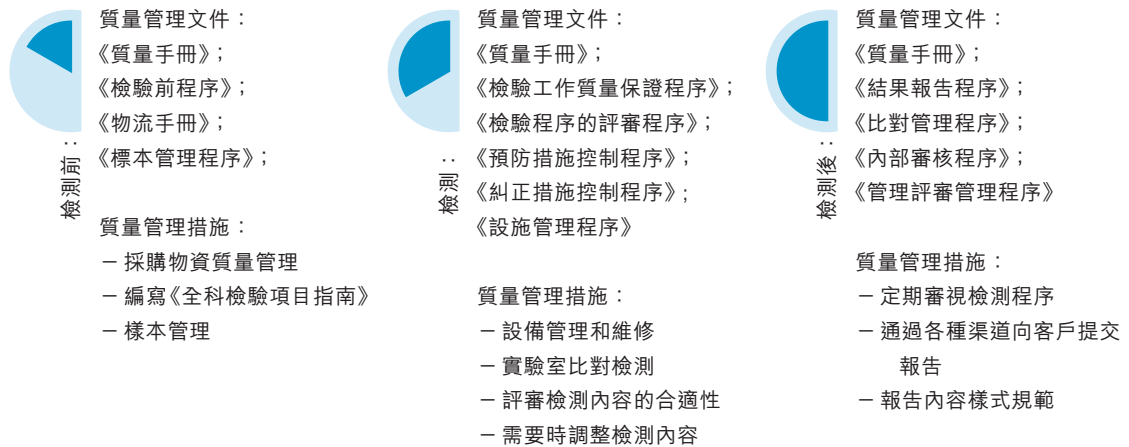 檢測前：
質量管理文件：
《質量手冊》；
《檢驗前程序》；
《物流手冊》；
《標本管理程序》；
質量管理措施：
－採購物資質量管理
－編寫《全科檢驗項目指南》
－樣本管理
檢測：
質量管理文件：
《質量手冊》；
《檢驗工作質量保證程序》；
《檢驗程序的評審程序》；
《預防措施控制程序》；
《糾正措施控制程序》；
《設施管理程序》
質量管理措施：
－設備管理和維修
－實驗室比對檢測
－評審檢測內容的合適性
－需要時調整檢測內容
檢測後：
質量管理文件：
《質量手冊》；
《結果報告程序》；
《比對管理程序》；
《內部審核程序》；
《管理評審管理程序》
質量管理措施：
－定期審視檢測程序
－通過各種渠道向客戶提交
報告
－報告內容樣式規範